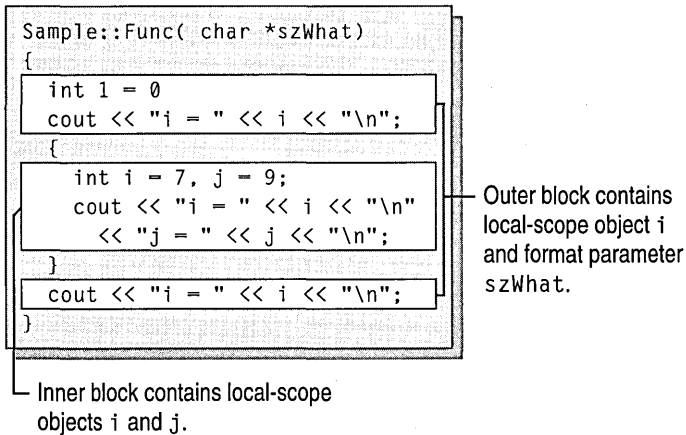 Sample::Func( char *szWhat)
{
int 1 = 0
cout << "i = " << i << "\n";
{
int i = 7, j = 9;
cout << "i = " << i << "\n"
<< "j = " << j << "\n";
}
cout << "i = " << i << "\n";
}
Outer block contains
local-scope object i
and format parameter
szWhat.
Inner block contains local-scope
objects i and j.